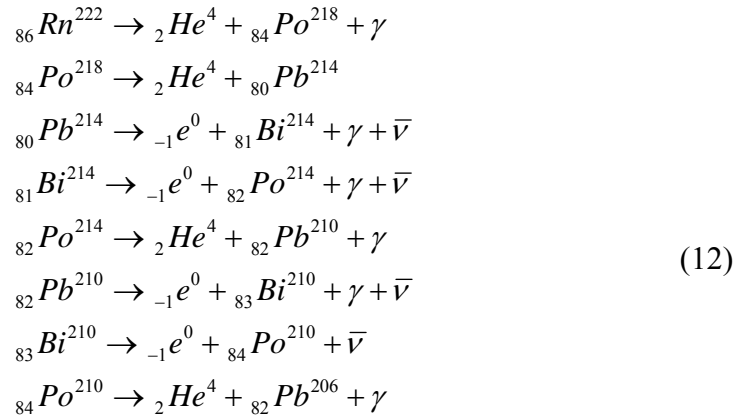 ₈₆Rn²²² → ₂He⁴ + ₈₄Po²¹⁸ + γ
₈₄Po²¹⁸ → ₂He⁴ + ₈₀Pb²¹⁴
₈₀Pb²¹⁴ → ₋₁e⁰ + ₈₁Bi²¹⁴ + γ + ν̅
₈₁Bi²¹⁴ → ₋₁e⁰ + ₈₂Po²¹⁴ + γ + ν̅
₈₂Po²¹⁴ → ₂He⁴ + ₈₂Pb²¹⁰ + γ
(12)
₈₂Pb²¹⁰ → ₋₁e⁰ + ₈₃Bi²¹⁰ + γ + ν̅
₈₃Bi²¹⁰ → ₋₁e⁰ + ₈₄Po²¹⁰ + ν̅
₈₄Po²¹⁰ → ₂He⁴ + ₈₂Pb²⁰⁶ + γ